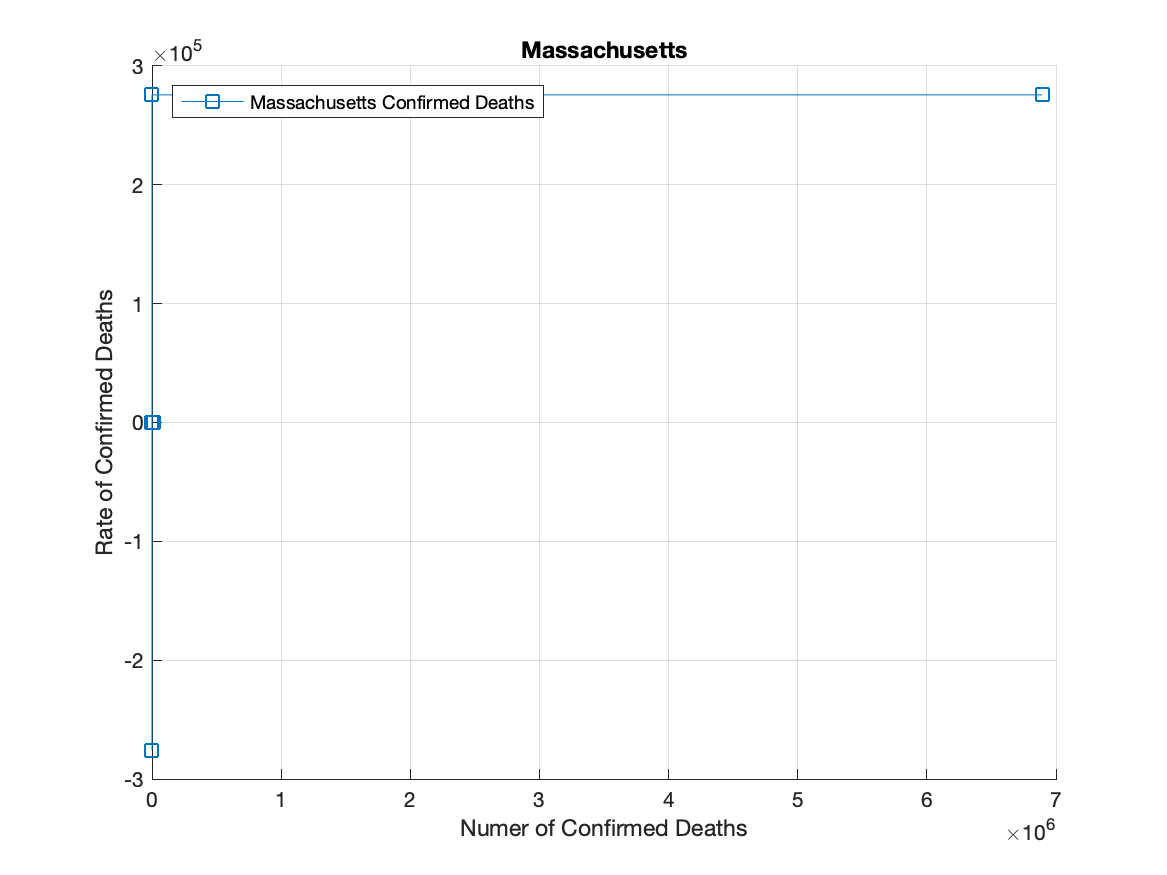 Massachusetts
×10^5
3
2
1
0
-1
-2
-3
Massachusetts Confirmed Deaths
Rate of Confirmed Deaths
0 1 2 3 4 5 6 7
Numer of Confirmed Deaths
×10^6